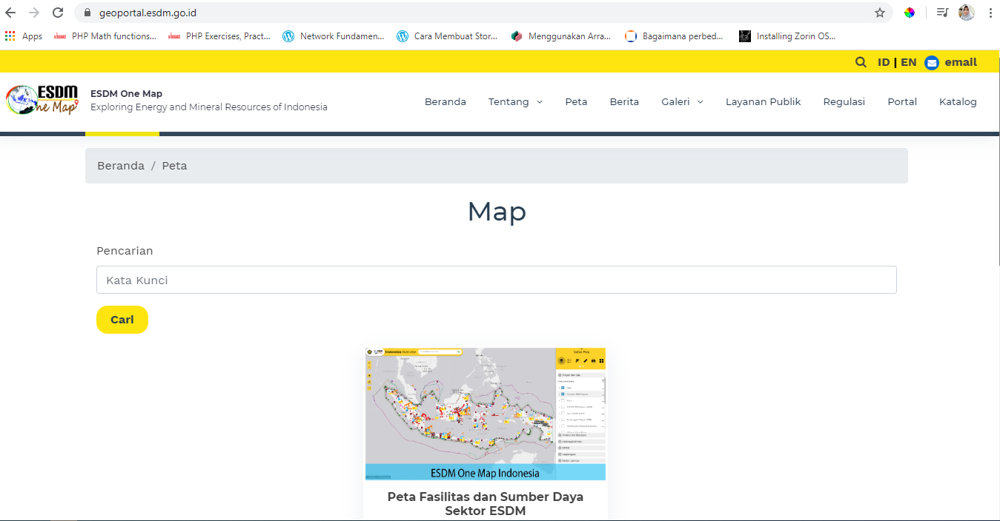 geoportal.esdm.go.id
Apps PHP Math functions... PHP Exercises, Pract... Network Fundamen... Cara Membuat Stor... Menggunakan Arra... Bagaimana perbed... Installing Zorin OS...
ID | EN email
ESDM
One Map
ESDM One Map
Exploring Energy and Mineral Resources of Indonesia
Beranda Tentang Peta Berita Galeri Layanan Publik Regulasi Portal Katalog
Beranda / Peta
Map
Pencarian
Kata Kunci
Cari
Indonesia Overview
Daftar Peta
ESDM One Map Indonesia
Peta Fasilitas dan Sumber Daya
Sektor ESDM